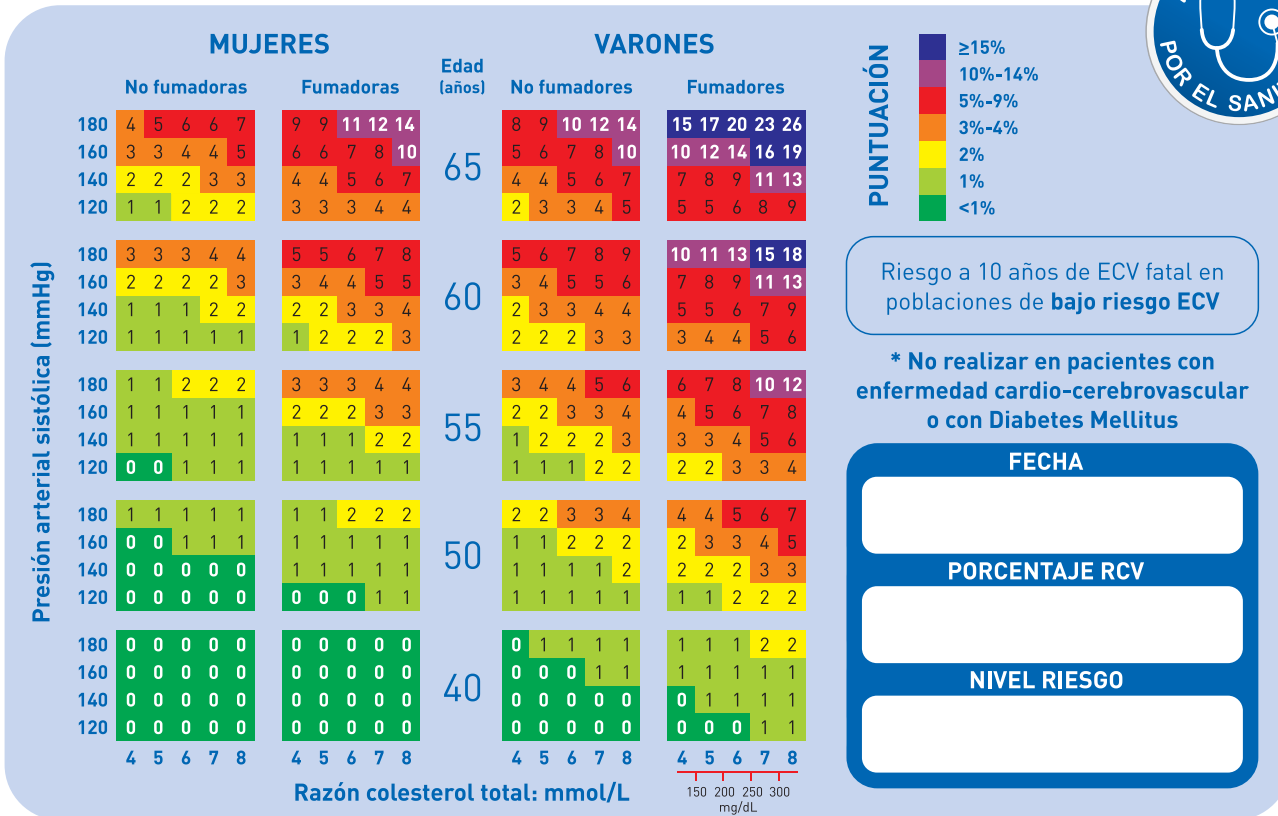 MUJERES VARONES
No fumadoras Fumadoras Edad (años) No fumadores Fumadores
180 4 5 6 6 7 9 9 11 12 14 8 9 10 12 14 15 17 20 23 26
160 3 3 4 4 5 6 6 7 8 10 5 6 7 8 10 10 12 14 16 19
65
140 2 2 2 3 3 4 4 5 6 7 4 4 5 6 7 7 8 9 11 13
120 1 1 2 2 2 3 3 3 4 4 2 3 3 4 5 5 5 6 8 9
180 3 3 3 4 4 5 5 6 7 8 5 6 7 8 9 10 11 13 15 18
160 2 2 2 2 3 3 4 4 5 5 3 4 5 5 6 7 8 9 11 13
60
140 1 1 1 2 2 2 2 3 3 4 2 3 3 4 4 5 5 6 7 9
120 1 1 1 1 1 1 2 2 2 3 2 2 2 3 3 3 4 4 5 6
180 1 1 2 2 2 3 3 3 4 4 3 4 4 5 6 6 7 8 10 12
160 1 1 1 1 1 2 2 2 3 3 2 2 3 3 4 4 5 6 7 8
55
140 1 1 1 1 1 1 1 1 2 2 1 2 2 2 3 3 3 4 5 6
120 0 0 1 1 1 1 1 1 1 1 1 1 1 2 2 2 2 3 3 4
180 1 1 1 1 1 1 1 2 2 2 2 2 3 3 4 4 4 5 6 7
160 0 0 1 1 1 1 1 1 1 1 1 1 2 2 2 2 3 3 4 5
50
140 0 0 0 0 0 1 1 1 1 1 1 1 1 1 2 2 2 2 3 3
120 0 0 0 0 0 0 0 0 1 1 1 1 1 1 1 1 1 2 2 2
180 0 0 0 0 0 0 0 0 0 0 0 1 1 1 1 1 1 1 2 2
160 0 0 0 0 0 0 0 0 0 0 0 0 0 1 1 1 1 1 1 1
40
140 0 0 0 0 0 0 0 0 0 0 0 0 0 0 0 0 1 1 1 1
120 0 0 0 0 0 0 0 0 0 0 0 0 0 0 0 0 0 0 1 1
4 5 6 7 8 4 5 6 7 8 4 5 6 7 8 4 5 6 7 8
150 200 250 300
mg/dL
Razón colesterol total: mmol/L
Presión arterial sistólica (mmHg)
PUNTUACIÓN
≥15%
10%-14%
5%-9%
3%-4%
2%
1%
<1%
Riesgo a 10 años de ECV fatal en
poblaciones de bajo riesgo ECV
* No realizar en pacientes con
enfermedad cardio-cerebrovascular
o con Diabetes Mellitus
FECHA
PORCENTAJE RCV
NIVEL RIESGO
POR EL